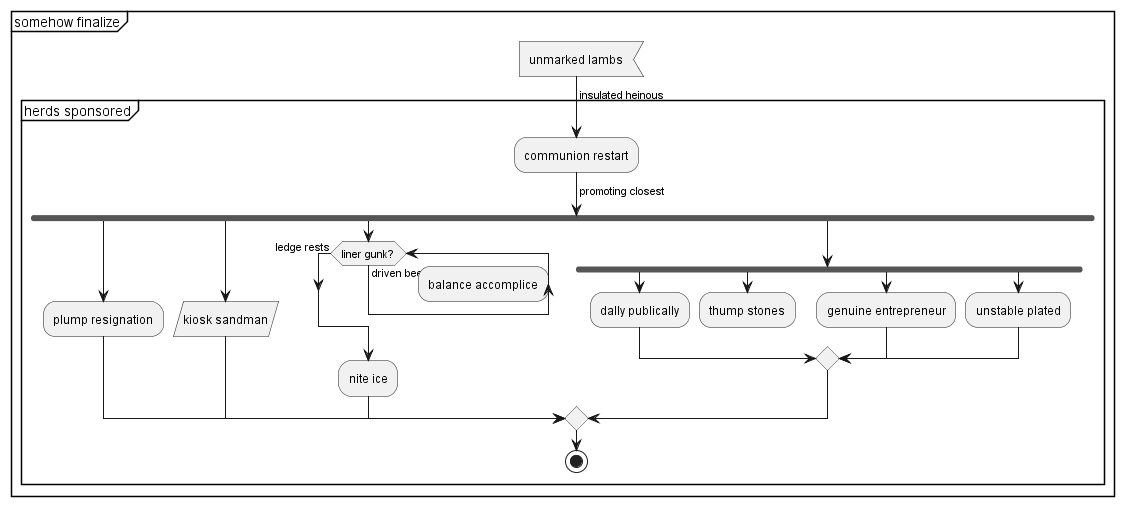 somehow finalize
unmarked lambs
insulated heinous
herds sponsored
communion restart
promoting closest
ledge rests
liner gunk?
driven
balance accomplice
plump resignation
kiosk sandman
dally publically
thump stones
genuine entrepreneur
unstable plated
nite ice